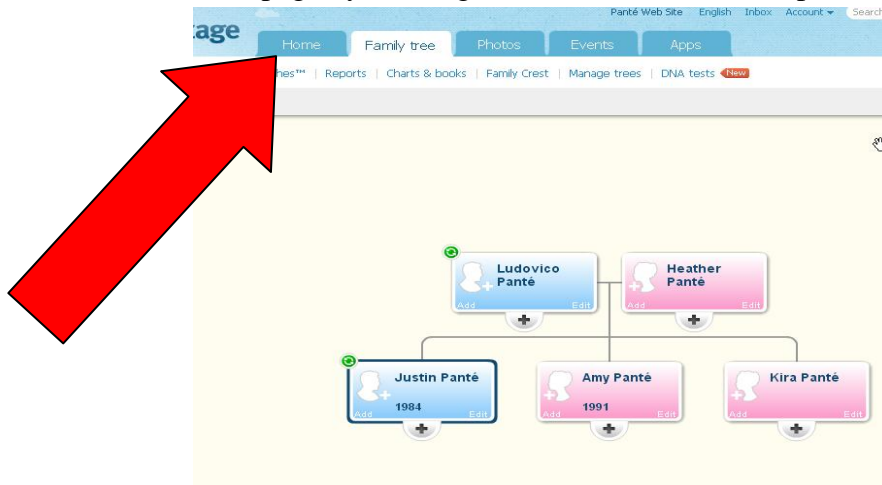 Panté Web Site English Inbox Account Search
age
Home Family tree Photos Events Apps
hes™ | Reports | Charts & books | Family Crest | Manage trees | DNA tests New
Ludovico Panté
Heather Panté
Add Edit
Add Edit
Justin Panté
1984
Add Edit
Amy Panté
1991
Add Edit
Kira Panté
Add Edit